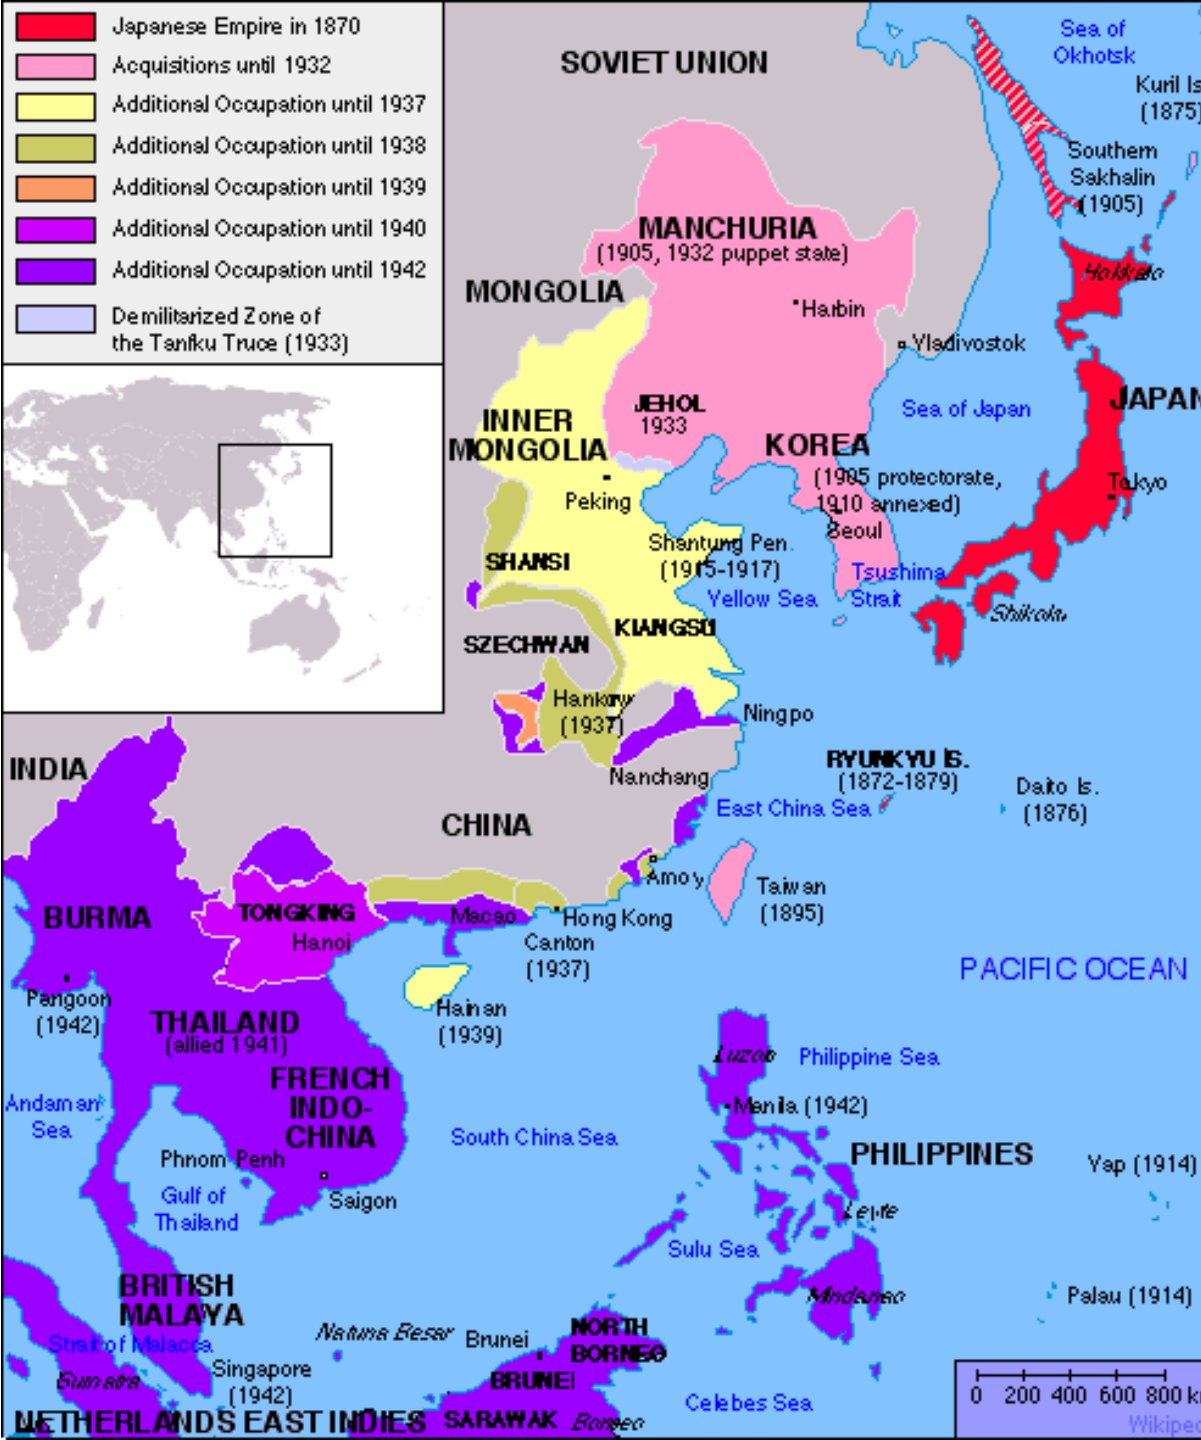 Japanese Empire in 1870
Acquisitions until 1932
Additional Occupation until 1937
Additional Occupation until 1938
Additional Occupation until 1939
Additional Occupation until 1940
Additional Occupation until 1942
Demilitarized Zone of
the Tanfku Truce (1933)
SOVIET UNION
Sea of
Okhotsk
Kuril Is
(1875)
Southern
Sakhalin
(1905)
MANCHURIA
(1905, 1932 puppet state)
Hokkaido
MONGOLIA
Harbin
Vladivostok
JEHOL
1933
Sea of Japan
JAPAN
INNER
MONGOLIA
KOREA
(1905 protectorate,
1910 annexed)
Tokyo
Peking
Seoul
Shantung Pen.
(1915-1917)
SHANSI
Tsushima
Strait
Yellow Sea
Shikoku
KIANGSU
SZECHWAN
Hankow
(1937)
Ningpo
Nanchang
INDIA
RYUNKYU IS.
(1872-1879)
Daito Is.
(1876)
East China Sea
CHINA
Amoy
Taiwan
(1895)
BURMA
TONGKING
Hanoi
Macao
Hong Kong
Canton
(1937)
PACIFIC OCEAN
Pangoon
(1942)
Hainan
(1939)
THAILAND
(allied 1941)
Luzon
Philippine Sea
FRENCH
INDO-
CHINA
Andaman
Sea
Manila (1942)
South China Sea
PHILIPPINES
Phnom Penh
Yap (1914)
Saigon
Gulf of
Thailand
Leyte
Sulu Sea
BRITISH
MALAYA
Mindanao
Palau (1914)
Strait of Malacca
Natuna Besar
Brunei
NORTH
BORNEO
Singapore
(1942)
Sumatra
BRUNEI
Celebes Sea
0 200 400 600 800 k
NETHERLANDS EAST INDIES
SARAWAK
Borneo
Wikiped